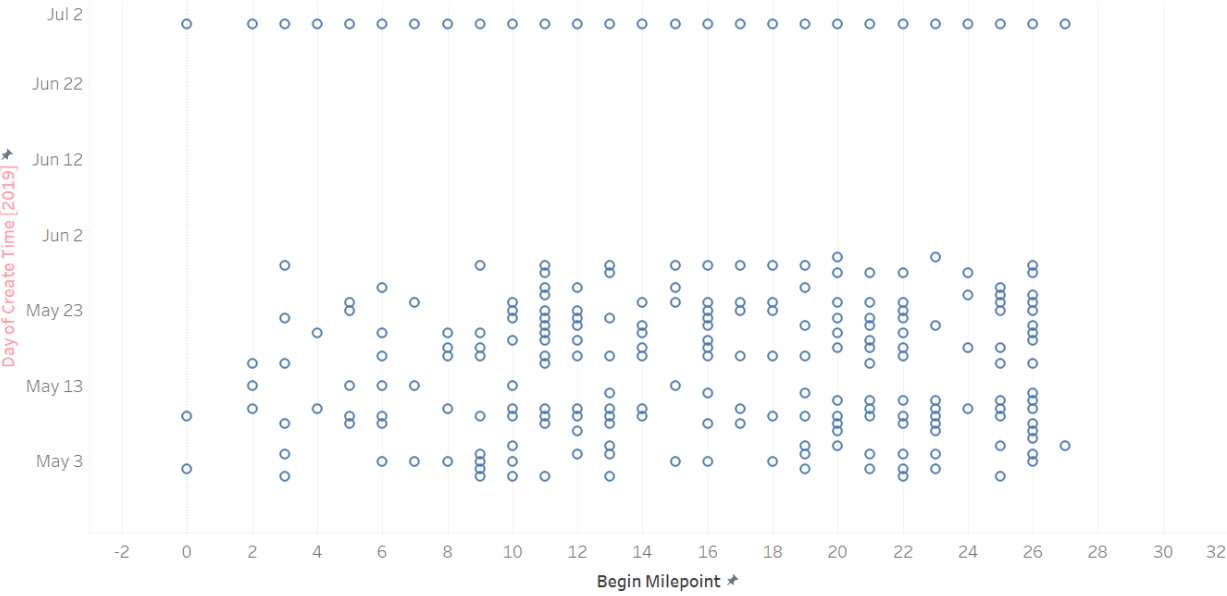 Jul 2
Jun 22
Jun 12
Jun 2
May 23
May 13
May 3
Day of Create Time [2019]
-2 0 2 4 6 8 10 12 14 16 18 20 22 24 26 28 30 32
Begin Milepoint